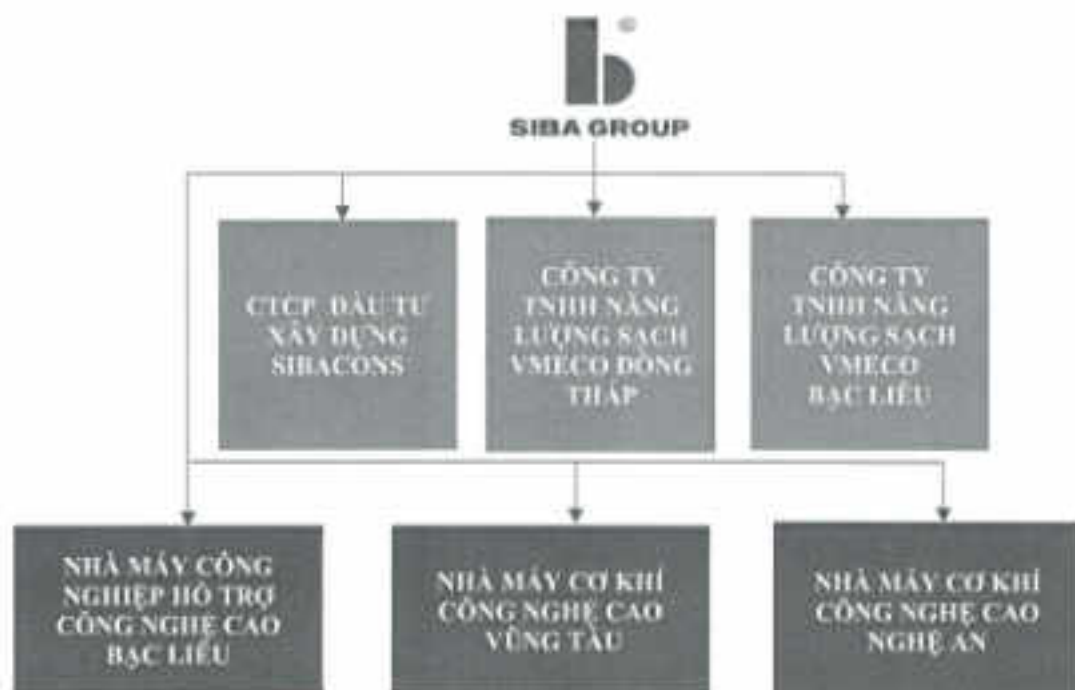 SIBA GROUP
CTCP ĐẦU TƯ
XÂY DỰNG
SIBACONS
CÔNG TY
TNHH NĂNG
LƯỢNG SẠCH
VMECO ĐỒNG
THÁP
CÔNG TY
TNHH NĂNG
LƯỢNG SẠCH
VMECO
BẠC LIÊU
NHÀ MÁY CÔNG
NGHIỆP HỖ TRỢ
CÔNG NGHỆ CAO
BẠC LIÊU
NHÀ MÁY CƠ KHÍ
CÔNG NGHỆ CAO
VŨNG TÀU
NHÀ MÁY CƠ KHÍ
CÔNG NGHỆ CAO
NGHỆ AN